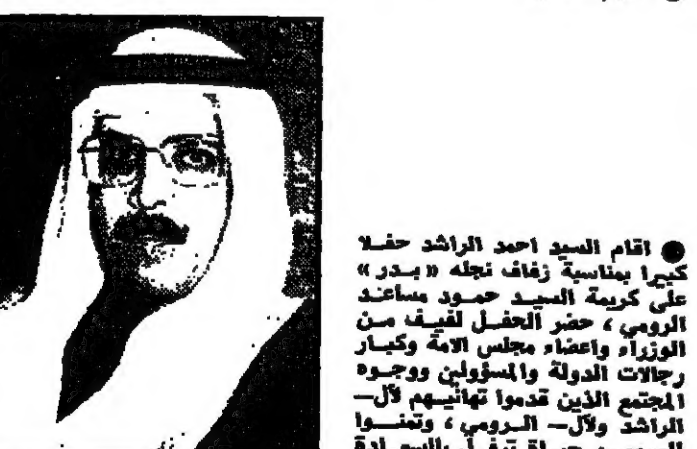 ● اقام السيد احمد الراشد حفلا
كبيرا بمناسبة زفاف نجله « بدر »
على كريمة السيد حمود مساعد
الرومي ، حضر الحفل لفيف من
الوزراء واعضاء مجلس الامة وكبار
رجالات الدولة والمسؤولين ووجوه
المجتمع الذين قدموا تهانيهم لآل
الراشد ولآل الرومي ، وتمنوا